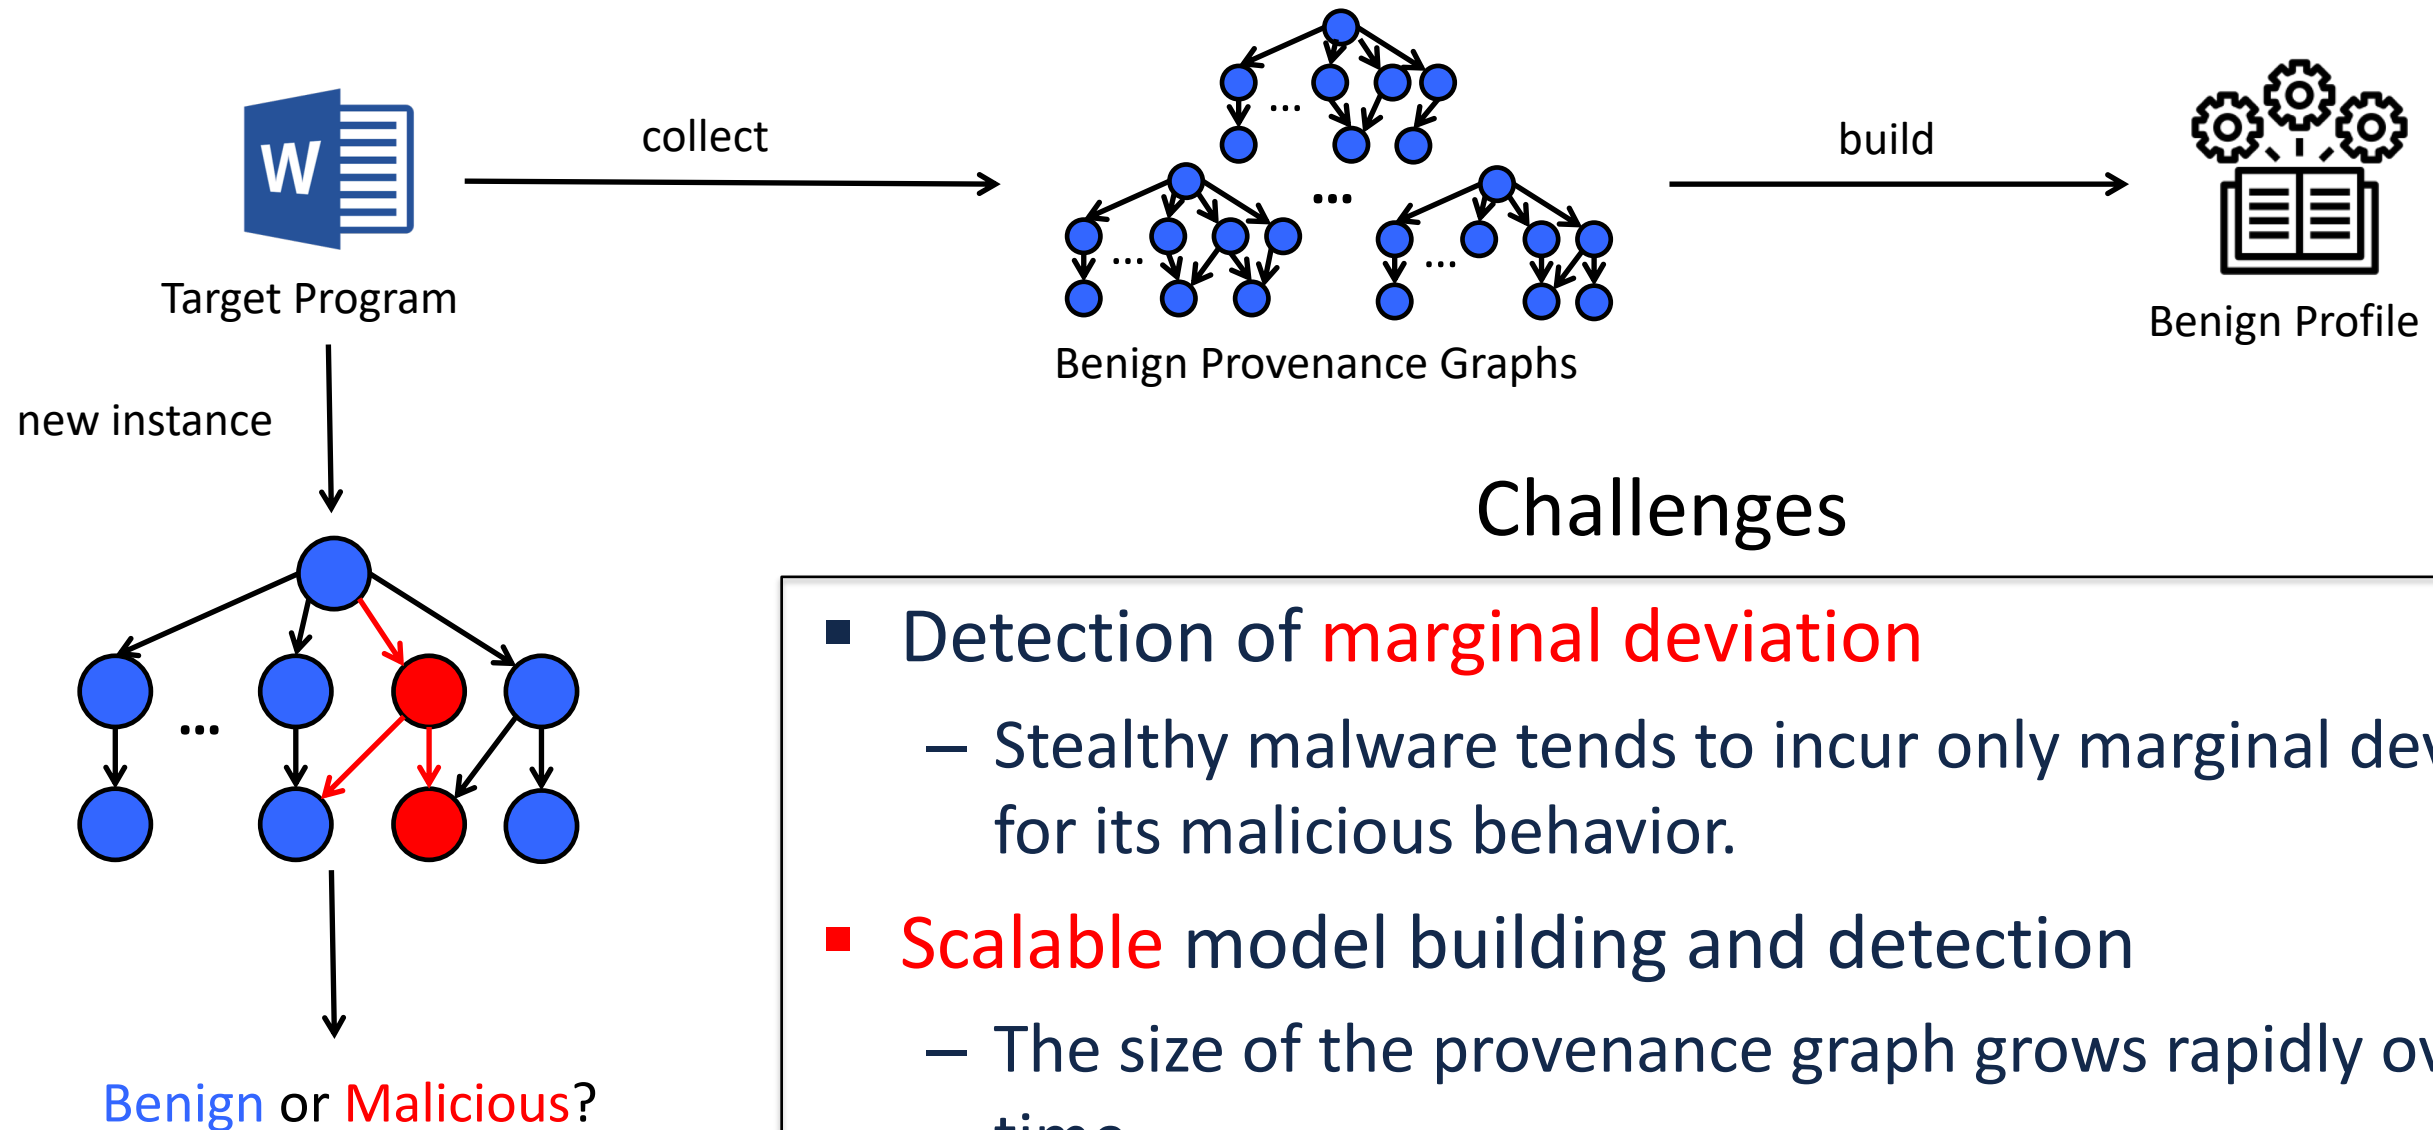 W
collect
build
Target Program
Benign Provenance Graphs
Benign Profile
new instance
Challenges
▪ Detection of marginal deviation
– Stealthy malware tends to incur only marginal
for its malicious behavior.
▪ Scalable model building and detection
– The size of the provenance graph grows rapidly
...
Benign or Malicious?